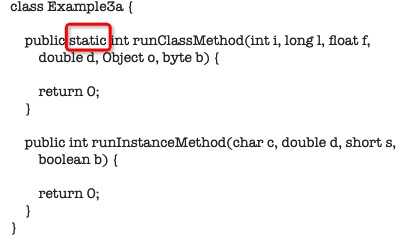 class Example3a {
public static int runClassMethod(int i, long l, float f,
double d, Object o, byte b) {
return 0;
}
public int runInstanceMethod(char c, double d, short s,
boolean b) {
return 0;
}
}